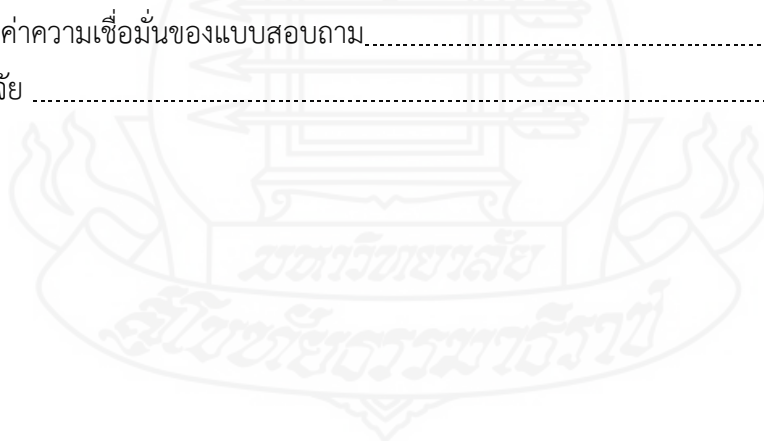 ค่าความเชื่อมั่นของแบบสอบถาม
จัย
มหาวิทยาลัย
สุโขทัยธรรมาธิราช